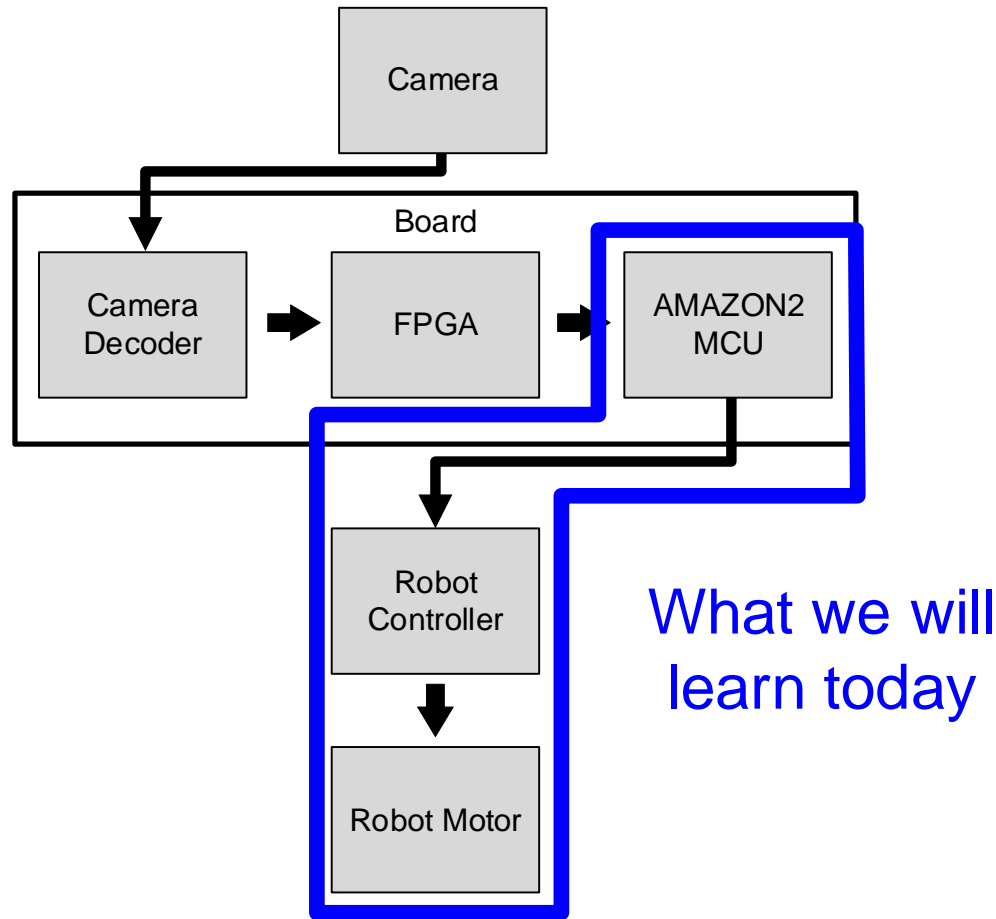 Camera
Board
Camera
Decoder
FPGA
AMAZON2
MCU
Robot
Controller
Robot Motor
What we will
learn today